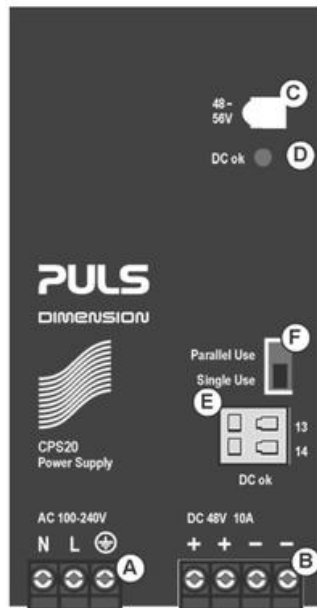 C
48–
56V
DC ok D
PULS
DIMENSION
F
Parallel Use
Single Use
E
13
14
CPS20
Power Supply
DC ok
AC 100-240V DC 48V 10A
N L + + – –
A B